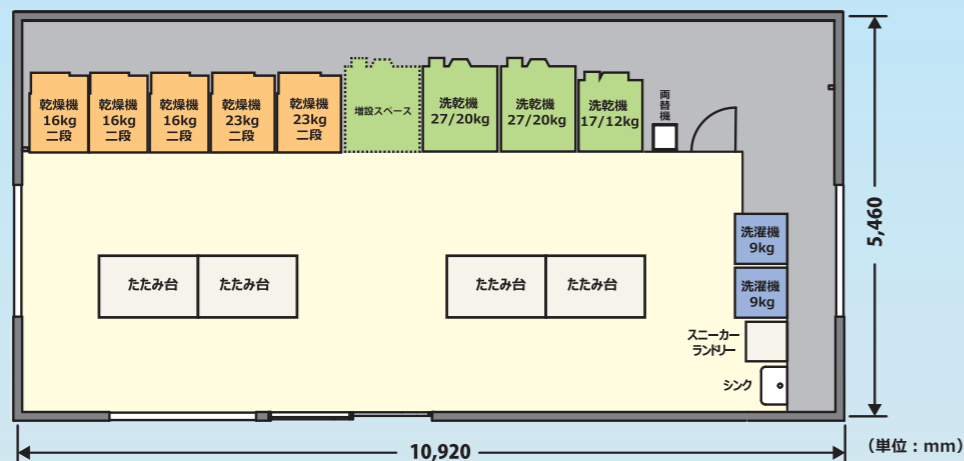 乾燥機
16kg
二段
乾燥機
16kg
二段
乾燥機
16kg
二段
乾燥機
23kg
二段
乾燥機
23kg
二段
増設スペース
洗乾機
27/20kg
洗乾機
27/20kg
洗乾機
17/12kg
両替機
洗濯機
9kg
洗濯機
9kg
たたみ台
たたみ台
たたみ台
たたみ台
スニーカー
ランドリー
シンク
5,460
10,920
（単位：mm）